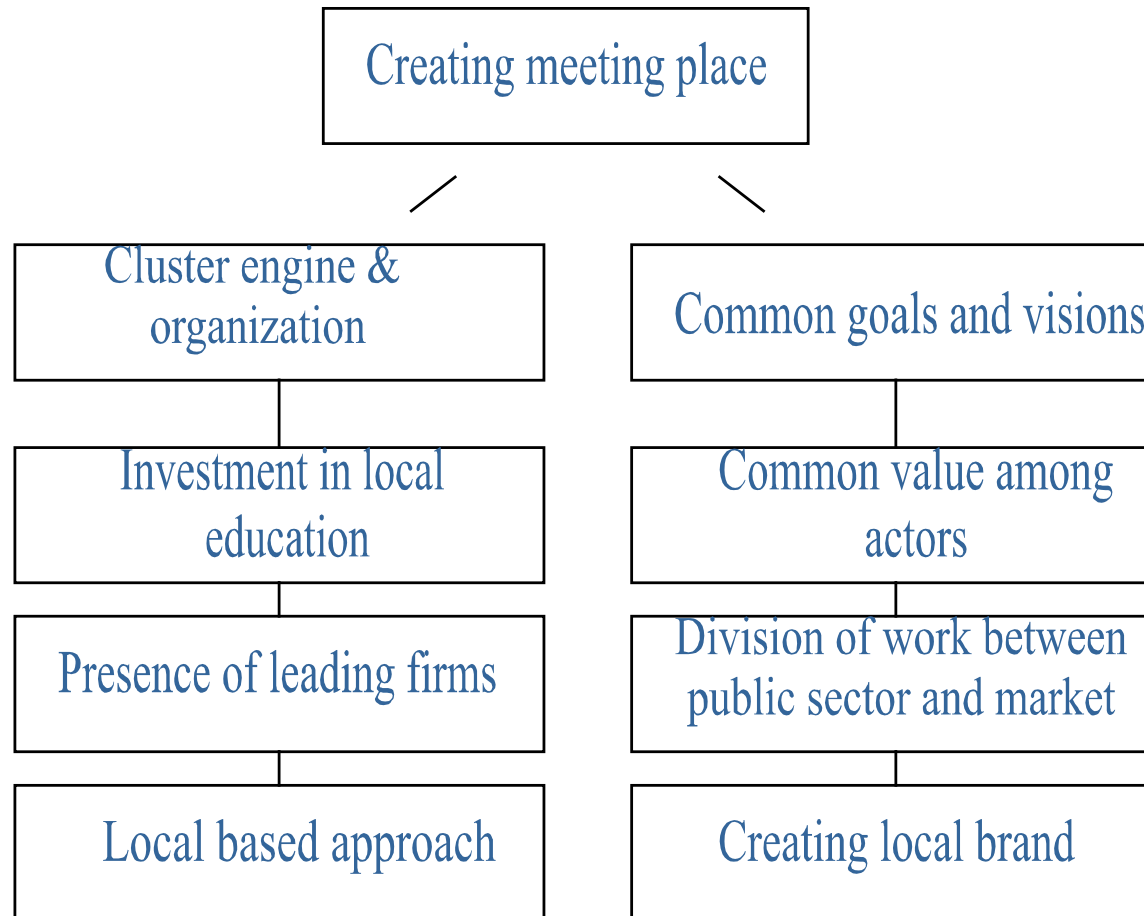 Creating meeting place
Cluster engine &
organization
Investment in local
education
Presence of leading firms
Local based approach
Common goals and visions
Common value among
actors
Division of work between
public sector and market
Creating local brand